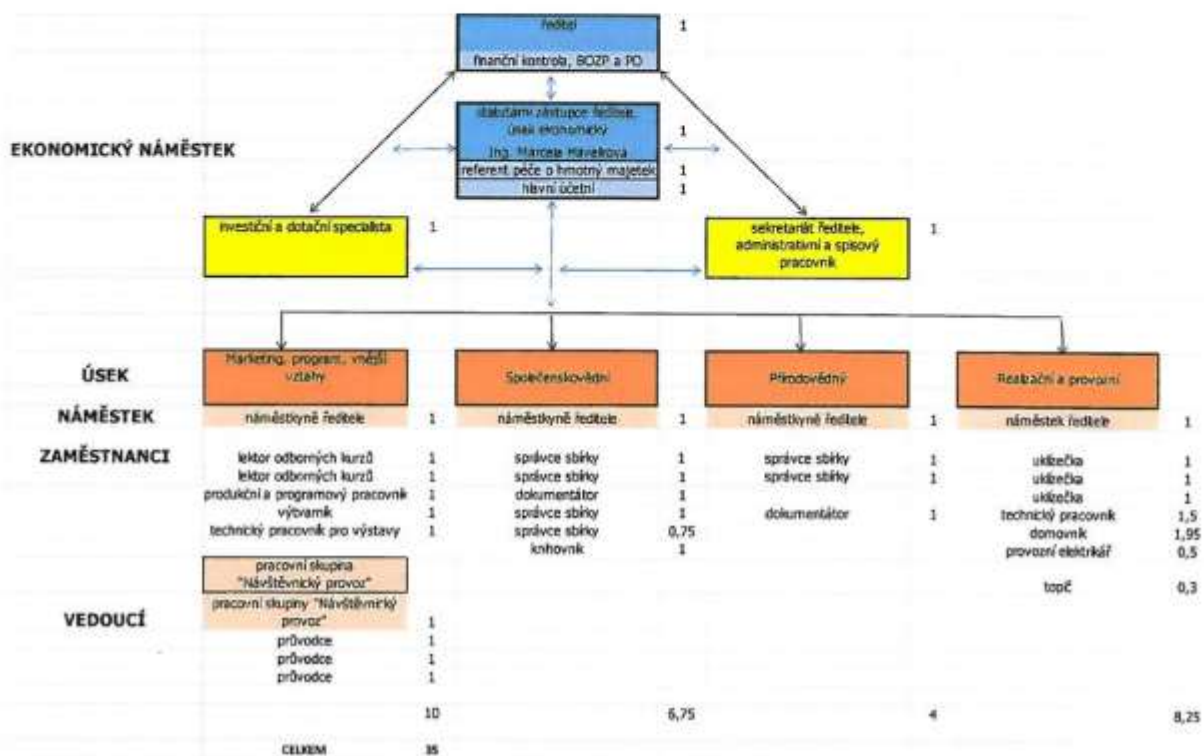 ředitel 1
finanční kontrola, BOZP a PO
statutární zástupce ředitele,
úsek ekonomický 1
EKONOMICKÝ NÁMĚSTEK
Ing. Marcela Havelková
referent péče o hmotný majetek 1
hlavní účetní 1
investiční a dotační specialista 1
sekretariát ředitele, 1
administrativní a spisový
pracovník
ÚSEK
Marketing, program, vnější
vztahy
Společenskovědní
Přírodovědný
Realizační a provozní
NÁMĚSTEK náměstkyně ředitele 1 náměstkyně ředitele 1 náměstkyně ředitele 1 náměstek ředitele 1
ZAMĚSTNANCI lektor odborných kurzů 1 správce sbírky 1 správce sbírky 1 uklízečka 1
lektor odborných kurzů 1 správce sbírky 1 správce sbírky 1 uklízečka 1
produkční a programový pracovník 1 dokumentátor 1 uklízečka 1
výtvarník 1 správce sbírky 1 dokumentátor 1 technický pracovník 1,5
technický pracovník pro výstavy 1 správce sbírky 0,75 domovník 1,95
knihovník 1 provozní elektrikář 0,5
pracovní skupina
"Návštěvnický provoz"
topič 0,3
VEDOUCÍ
pracovní skupiny "Návštěvnický
provoz" 1
průvodce 1
průvodce 1
průvodce 1
10 6,75 4 8,25
CELKEM 35